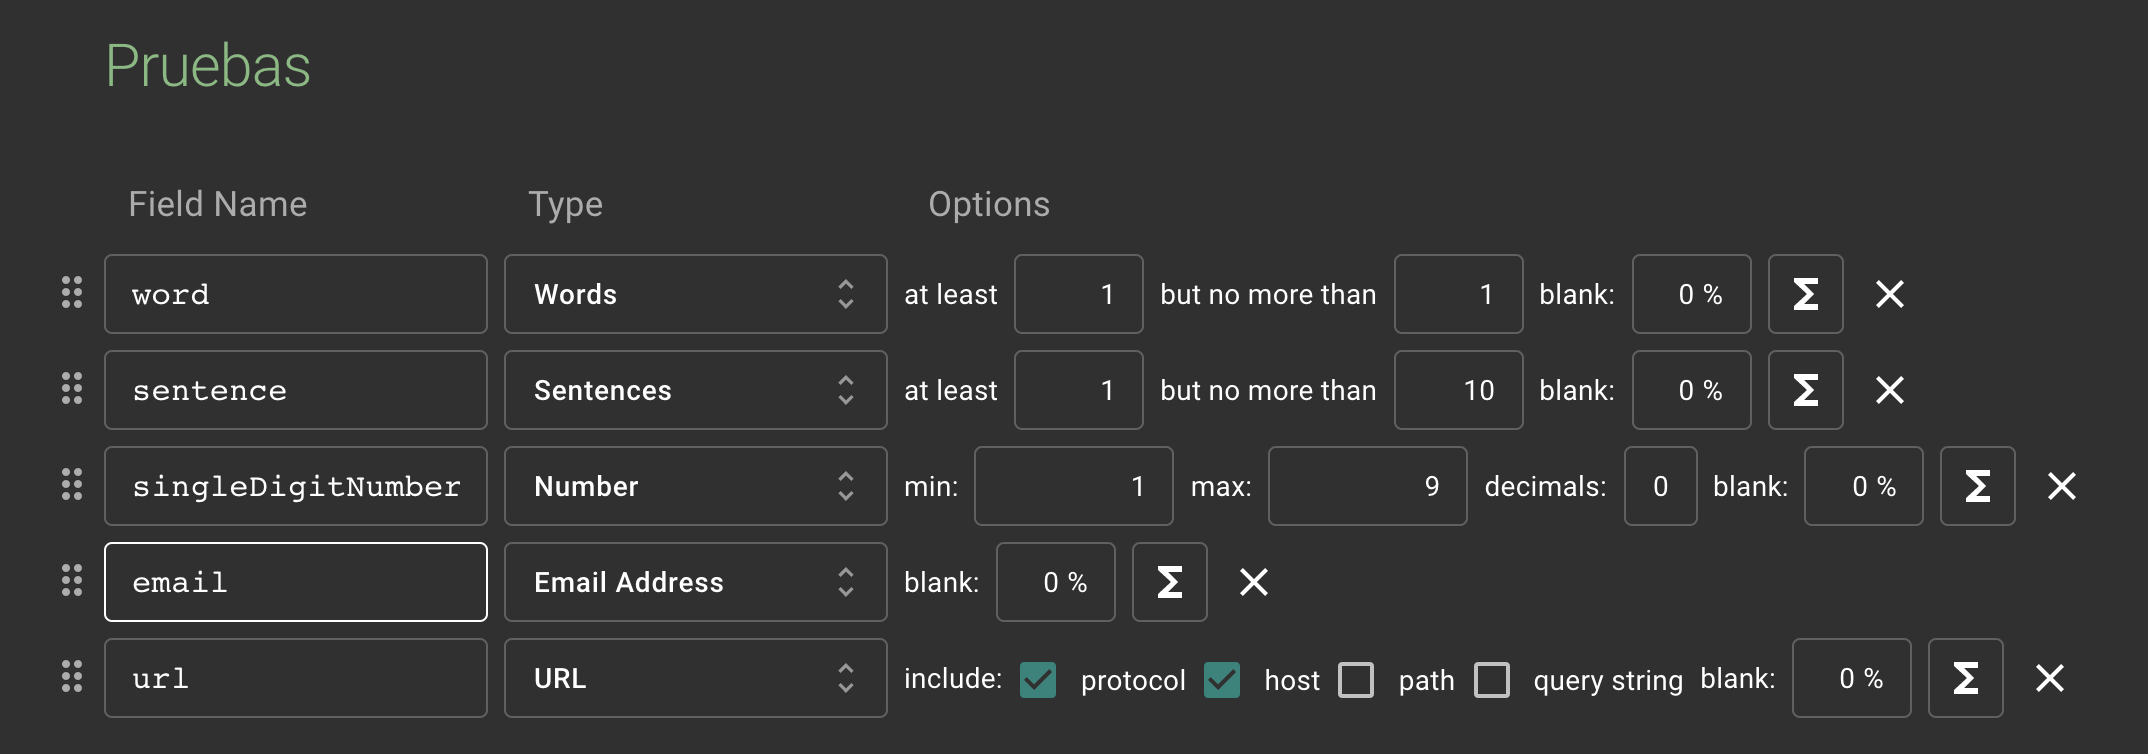 Pruebas
Field Name Type Options
word Words at least 1 but no more than 1 blank: 0 % Σ
sentence Sentences at least 1 but no more than 10 blank: 0 % Σ
singleDigitNumber Number min: 1 max: 9 decimals: 0 blank: 0 % Σ
email Email Address blank: 0 % Σ
url URL include: protocol host path query string blank: 0 % Σ